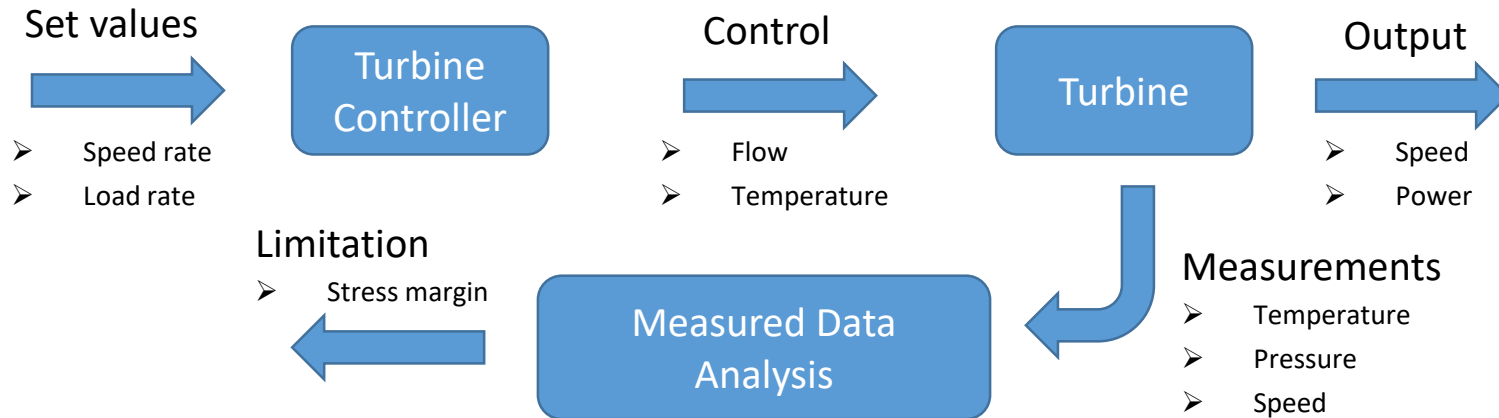 Set values
Turbine
Controller
➢ Speed rate
➢ Load rate
Control
➢ Flow
➢ Temperature
Turbine
Output
➢ Speed
➢ Power
Limitation
➢ Stress margin
Measured Data
Analysis
Measurements
➢ Temperature
➢ Pressure
➢ Speed